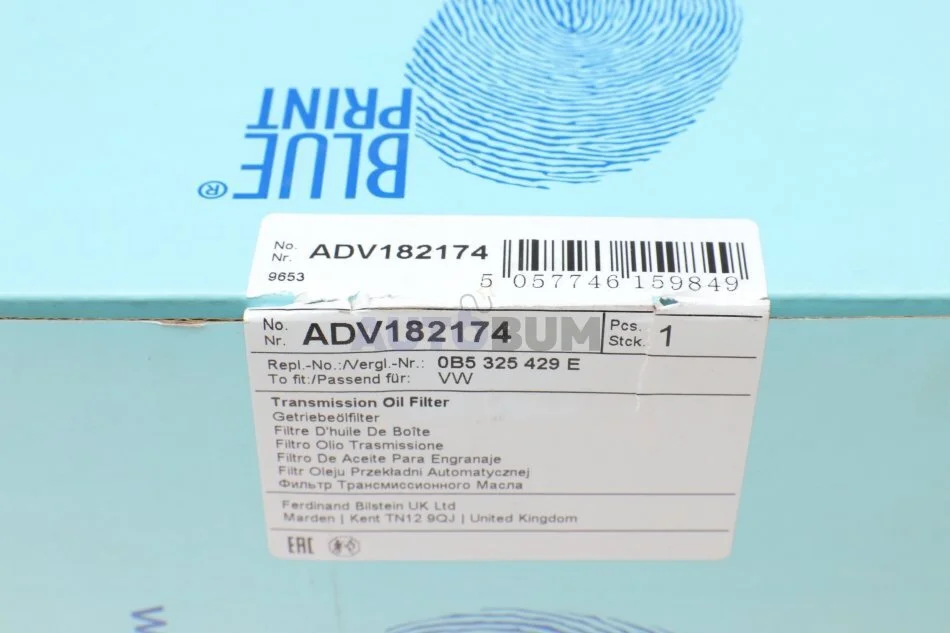 BLUE
PRINT
®
No.
Nr. ADV182174
9653
5 057746 159849
AUTOBUM
No.
Nr. ADV182174
Pcs.
Stck. 1
Repl.-No.:/Vergl.-Nr.: 0B5 325 429 E
To fit:/Passend für: VW
Transmission Oil Filter
Getriebeölfilter
Filtre D'huile De Boîte
Filtro Olio Trasmissione
Filtro De Aceite Para Engranaje
Filtr Oleju Przekładni Automatycznej
Фильтр Трансмиссионного Масла
Ferdinand Bilstein UK Ltd
Marden | Kent TN12 9QJ | United Kingdom
EAC